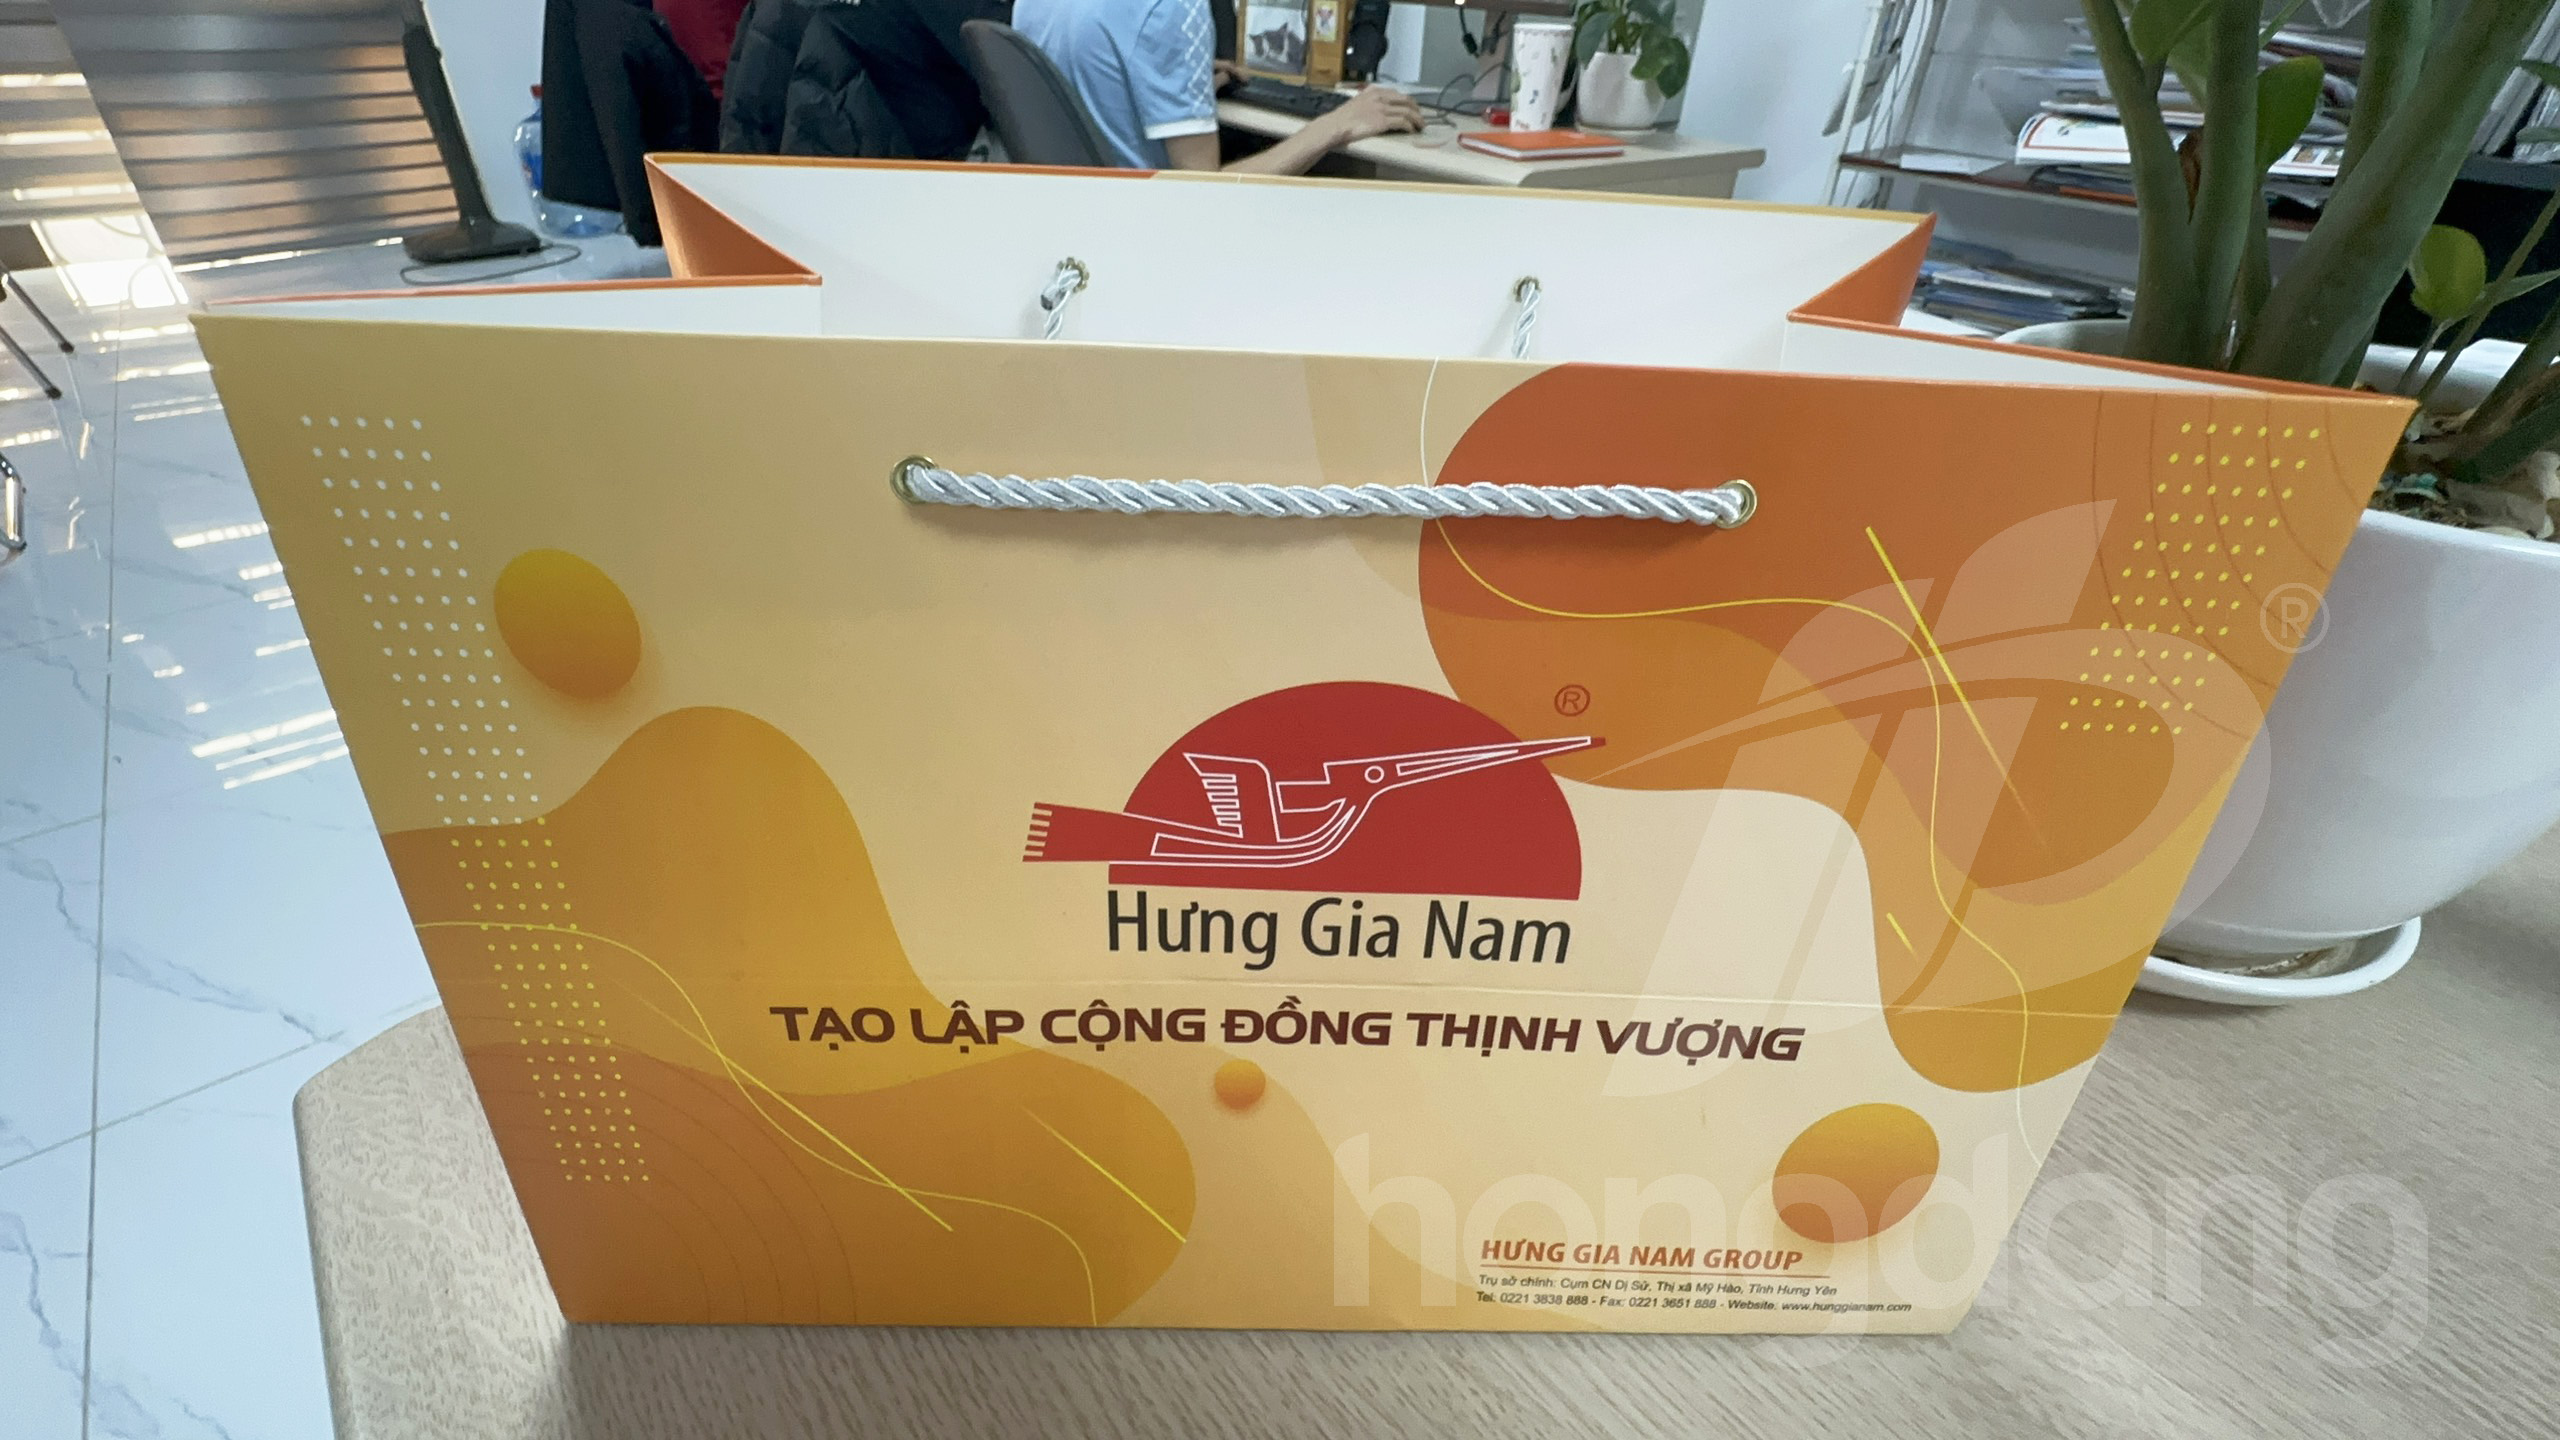 ®
®
Hưng Gia Nam
TẠO LẬP CỘNG ĐỒNG THỊNH VƯỢNG
hongdang
HƯNG GIA NAM GROUP
Trụ sở chính: Cụm CN Dị Sử, Thị xã Mỹ Hào, Tỉnh Hưng Yên
Tel: 0221 3838 888 - Fax: 0221 3651 888 - Website: www.hunggianam.com